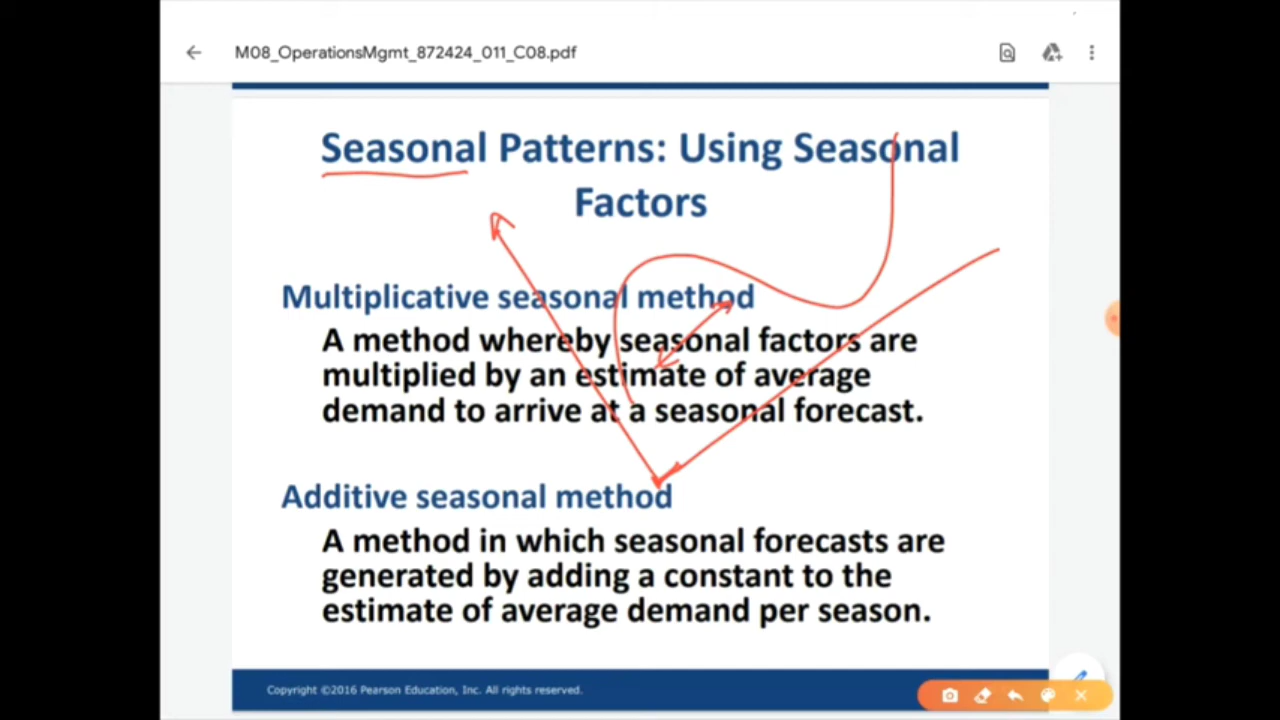 M08_OperationsMgmt_872424_011_C08.pdf
Seasonal Patterns: Using Seasonal
Factors
Multiplicative seasonal method
A method whereby seasonal factors are
multiplied by an estimate of average
demand to arrive at a seasonal forecast.
Additive seasonal method
A method in which seasonal forecasts are
generated by adding a constant to the
estimate of average demand per season.
Copyright ©2016 Pearson Education, Inc. All rights reserved.